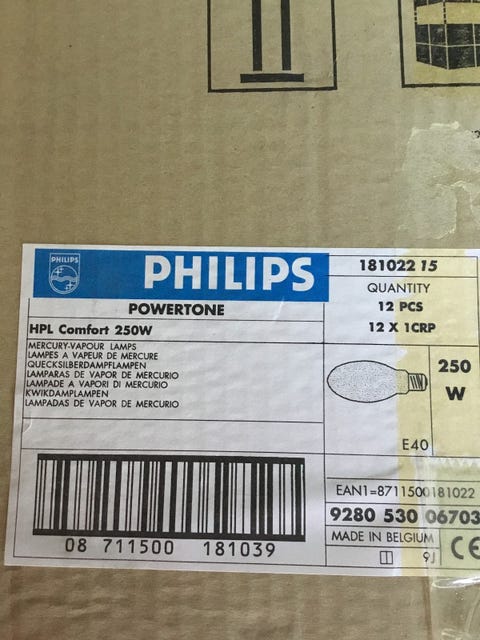 PHILIPS
PHILIPS
POWERTONE
HPL Comfort 250W
MERCURY-VAPOUR LAMPS
LAMPES A VAPEUR DE MERCURE
QUECKSILBERDAMPFLAMPEN
LAMPARAS DE VAPOR DE MERCURIO
LAMPADE A VAPORI DI MERCURIO
KWIKDAMPLAMPEN
LAMPADAS DE VAPOR DE MERCURIO
08 711500 181039
181022 15
QUANTITY
12 PCS
12 X 1CRP
250
W
E40
EAN1=8711500181022
9280 530 06703
MADE IN BELGIUM
9J
CE